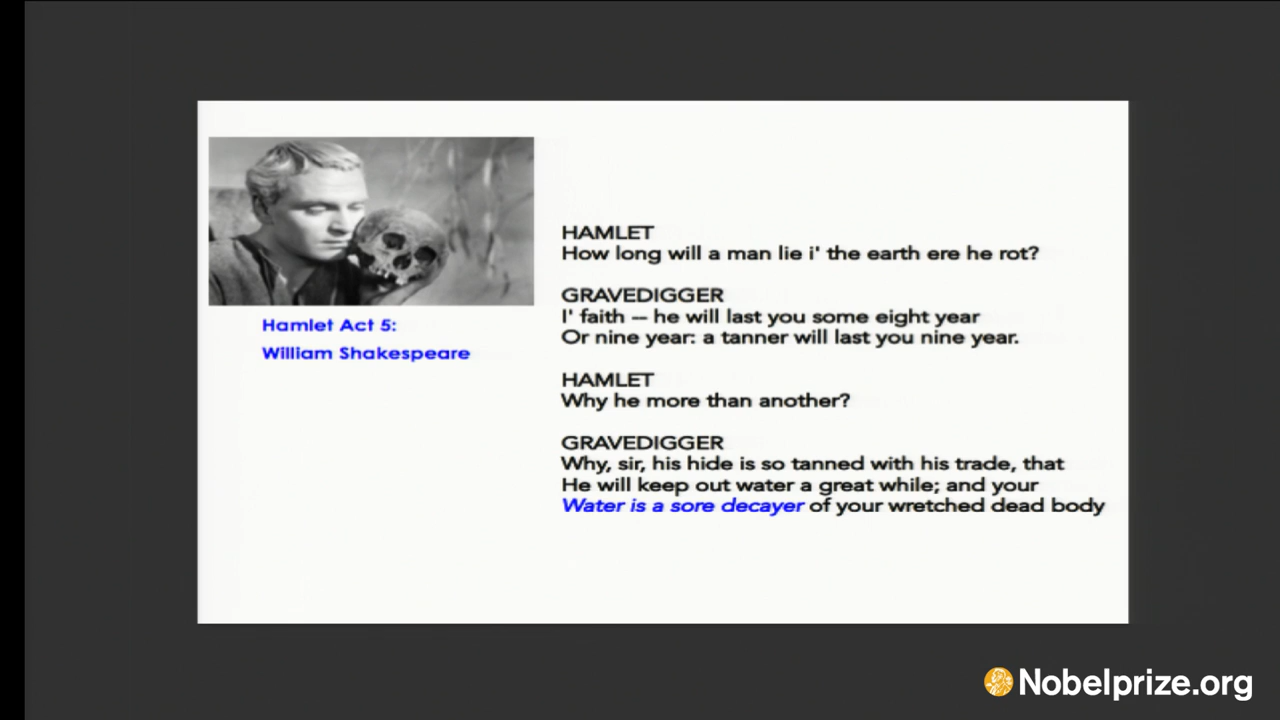 Hamlet Act 5:
William Shakespeare
HAMLET
How long will a man lie i' the earth ere he rot?
GRAVEDIGGER
I' faith -- he will last you some eight year
Or nine year: a tanner will last you nine year.
HAMLET
Why he more than another?
GRAVEDIGGER
Why, sir, his hide is so tanned with his trade, that
He will keep out water a great while; and your
Water is a sore decayer of your wretched dead body
Nobelprize.org